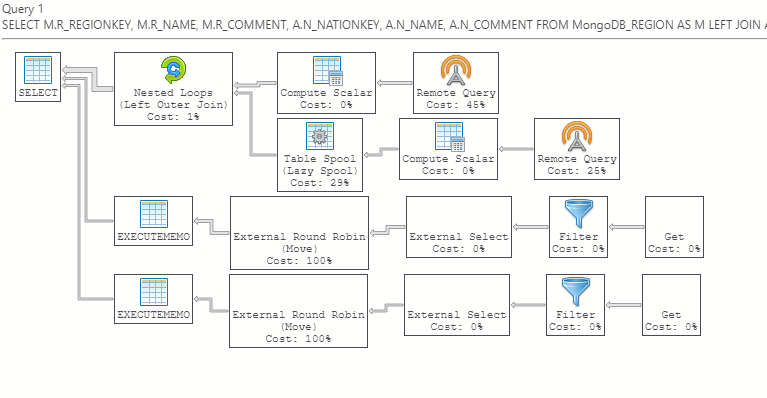 Query 1
SELECT M.R_REGIONKEY, M.R_NAME, M.R_COMMENT, A.N_NATIONKEY, A.N_NAME, A.N_COMMENT FROM MongoDB_REGION AS M LEFT JOIN A
SELECT
Nested Loops
(Left Outer Join)
Cost: 1%
Compute Scalar
Cost: 0%
Remote Query
Cost: 45%
Table Spool
(Lazy Spool)
Cost: 29%
Compute Scalar
Cost: 0%
Remote Query
Cost: 25%
EXECUTEMEMO
External Round Robin
(Move)
Cost: 100%
External Select
Cost: 0%
Filter
Cost: 0%
Get
Cost: 0%
EXECUTEMEMO
External Round Robin
(Move)
Cost: 100%
External Select
Cost: 0%
Filter
Cost: 0%
Get
Cost: 0%